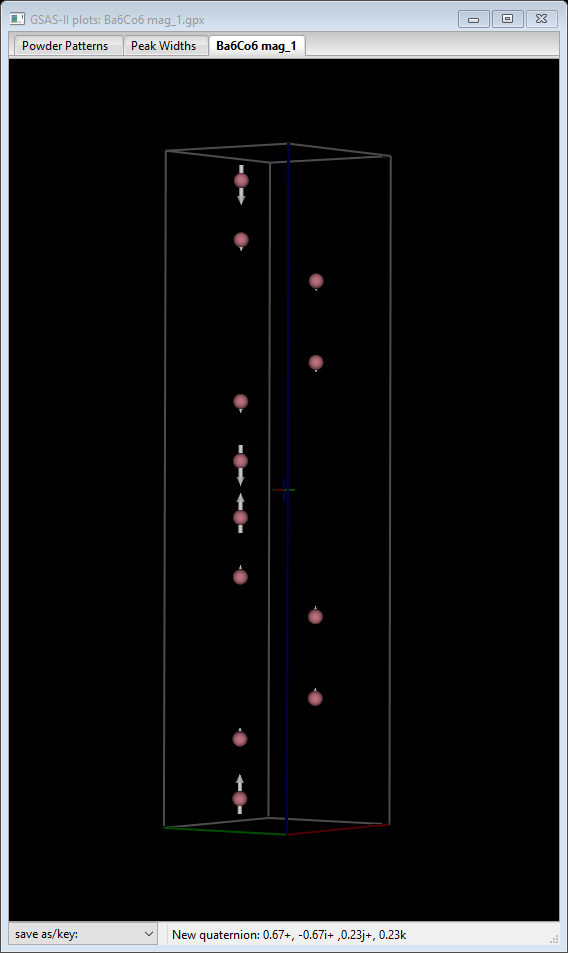 GSAS-II plots: Ba6Co6 mag_1.gpx
Powder Patterns Peak Widths Ba6Co6 mag_1
save as/key: New quaternion: 0.67+, -0.67i+ ,0.23j+, 0.23k